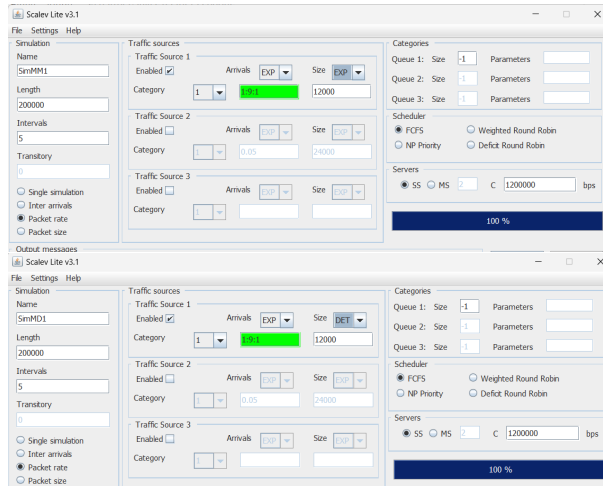 Scalev Lite v3.1
File Settings Help
Simulation
Name
SimMM1
Length
200000
Intervals
5
Transitory
0
Single simulation
Inter arrivals
Packet rate
Packet size
Traffic sources
Traffic Source 1
Enabled Arrivals EXP Size EXP
Category 1 1:9:1 12000
Traffic Source 2
Enabled Arrivals EXP Size EXP
Category 1 0.05 24000
Traffic Source 3
Enabled Arrivals EXP Size EXP
Category 1
Categories
Queue 1: Size -1 Parameters
Queue 2: Size -1 Parameters
Queue 3: Size -1 Parameters
Scheduler
FCFS Weighted Round Robin
NP Priority Deficit Round Robin
Servers
SS MS 2 C 1200000 bps
100 %
Output messages
Scalev Lite v3.1
File Settings Help
Simulation
Name
SimMD1
Length
200000
Intervals
5
Transitory
0
Single simulation
Inter arrivals
Packet rate
Packet size
Traffic sources
Traffic Source 1
Enabled Arrivals EXP Size DET
Category 1 1:9:1 12000
Traffic Source 2
Enabled Arrivals EXP Size EXP
Category 1 0.05 24000
Traffic Source 3
Enabled Arrivals EXP Size EXP
Category 1
Categories
Queue 1: Size -1 Parameters
Queue 2: Size -1 Parameters
Queue 3: Size -1 Parameters
Scheduler
FCFS Weighted Round Robin
NP Priority Deficit Round Robin
Servers
SS MS 2 C 1200000 bps
100 %